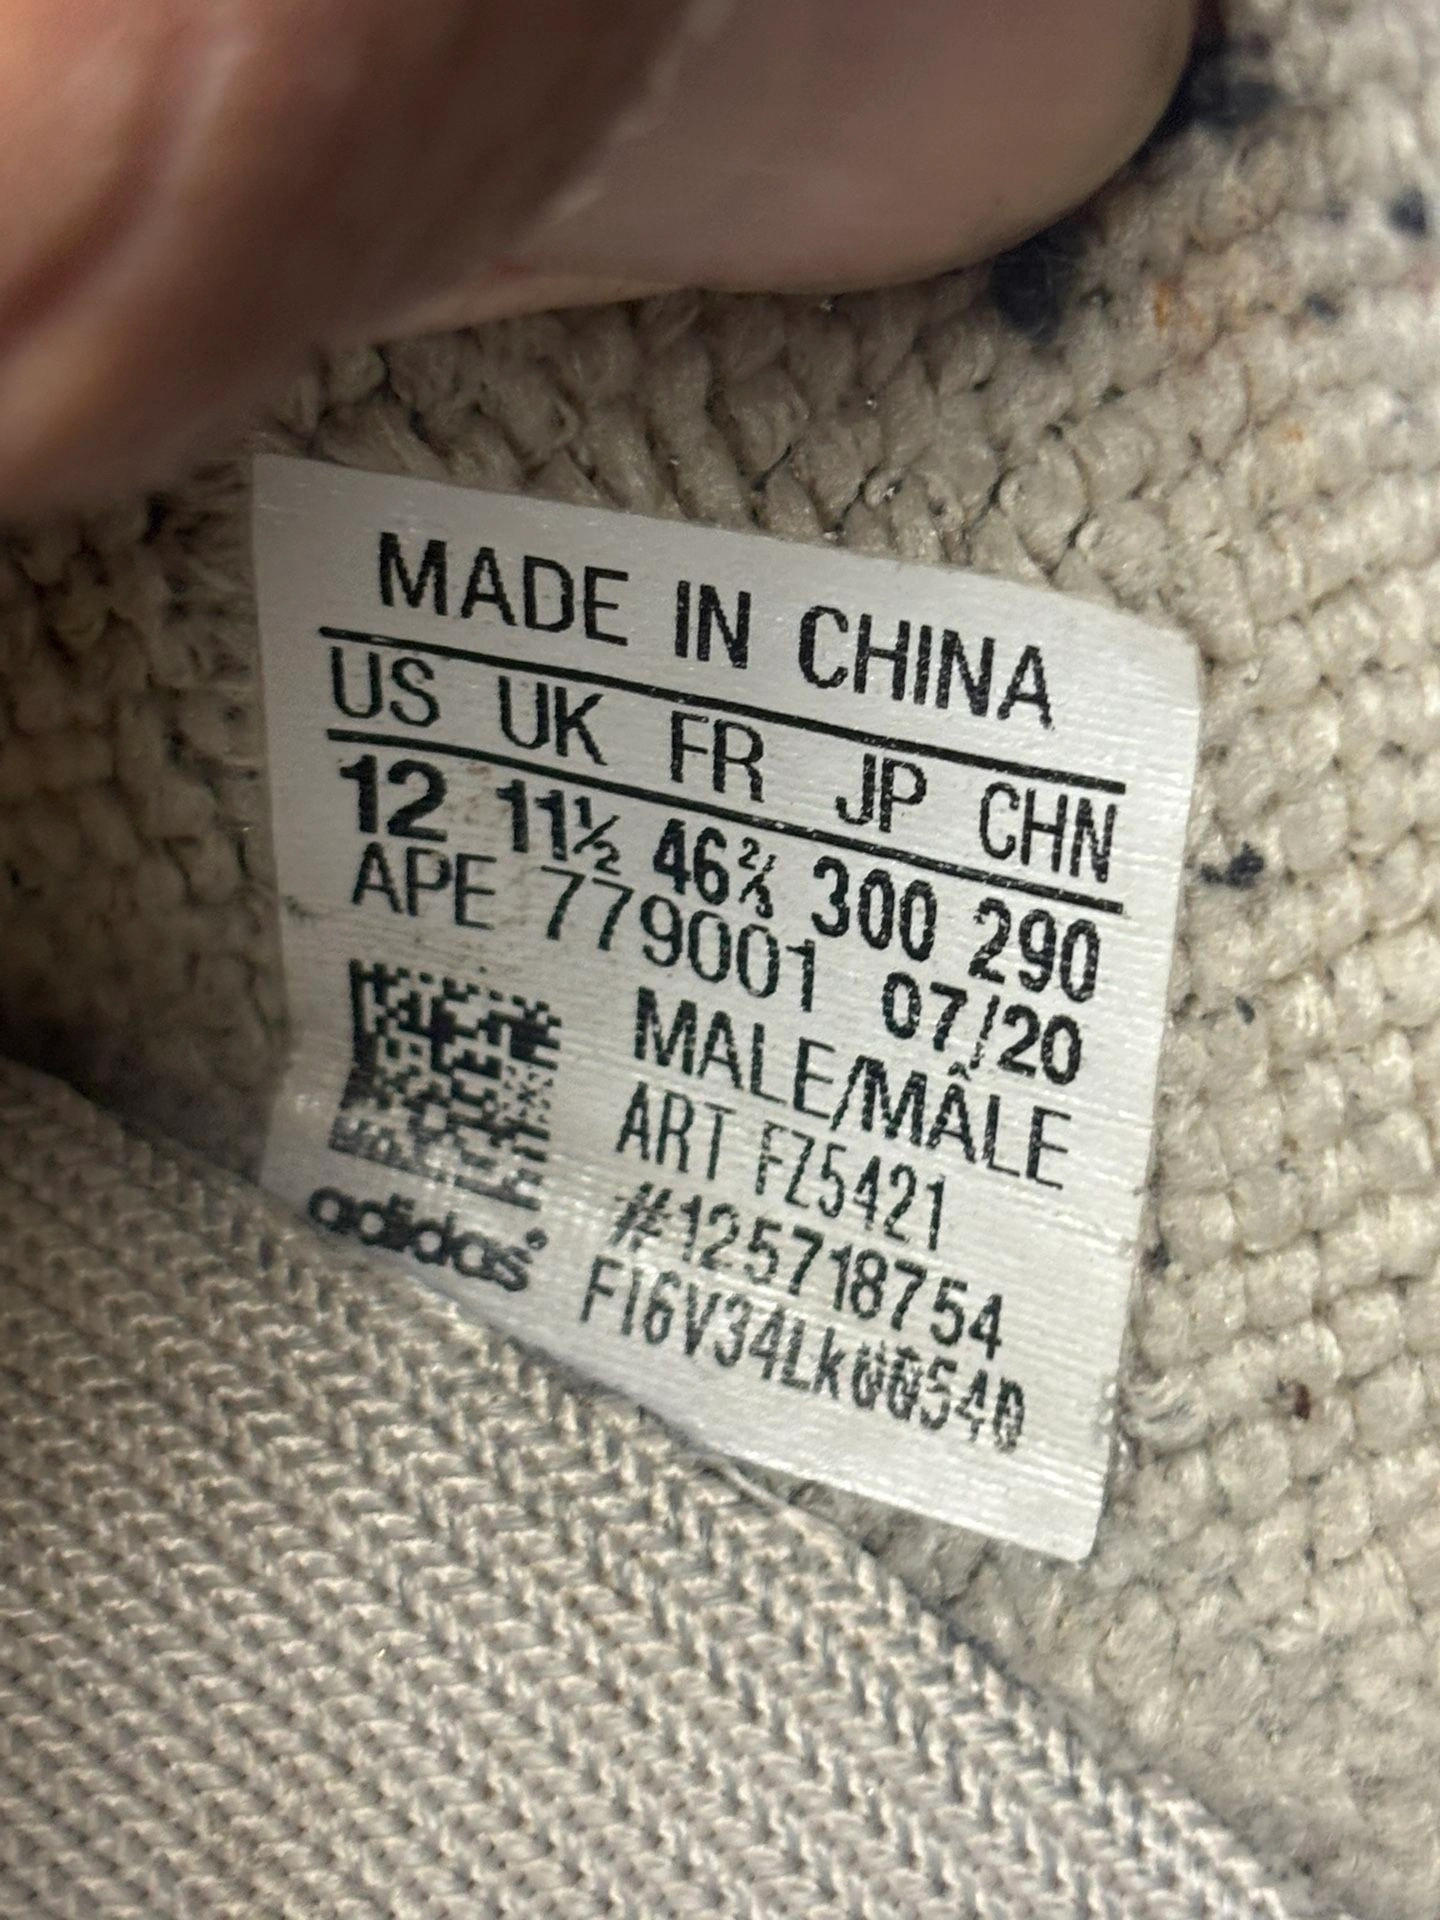 MADE IN CHINA
US UK FR JP CHN
12 11½ 46⅔ 300 290
APE 779001 07/20
MALE/MÂLE
ART FZ5421
#125718754
FI6V34LK00540
adidas®